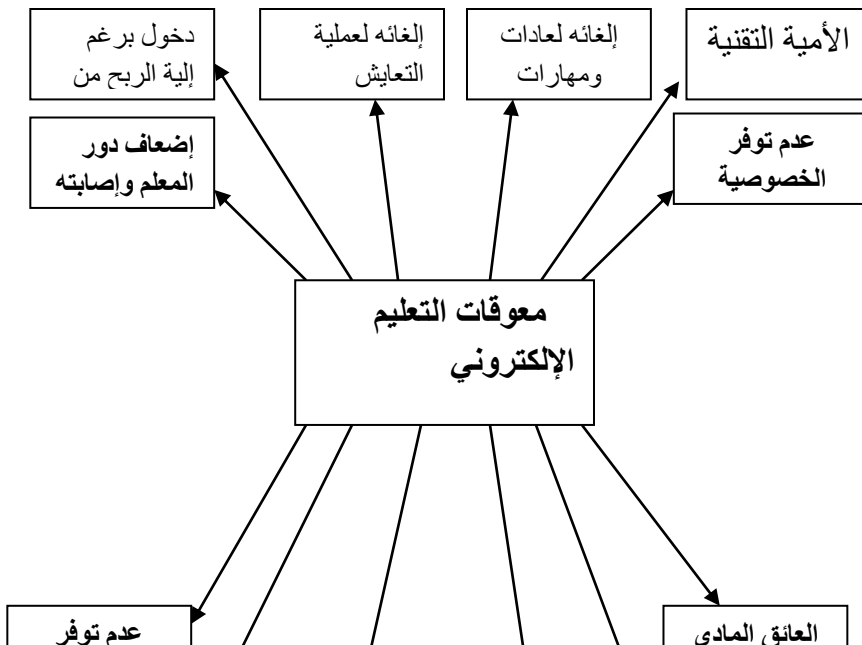 الأمية التقنية
إلغائه لعادات
ومهارات
إلغائه لعملية
التعايش
دخول برغم
إلية الربح من
عدم توفر
الخصوصية
إضعاف دور
المعلم وإصابته
معوقات التعليم
الإلكتروني
العائق المادي
عدم توفر